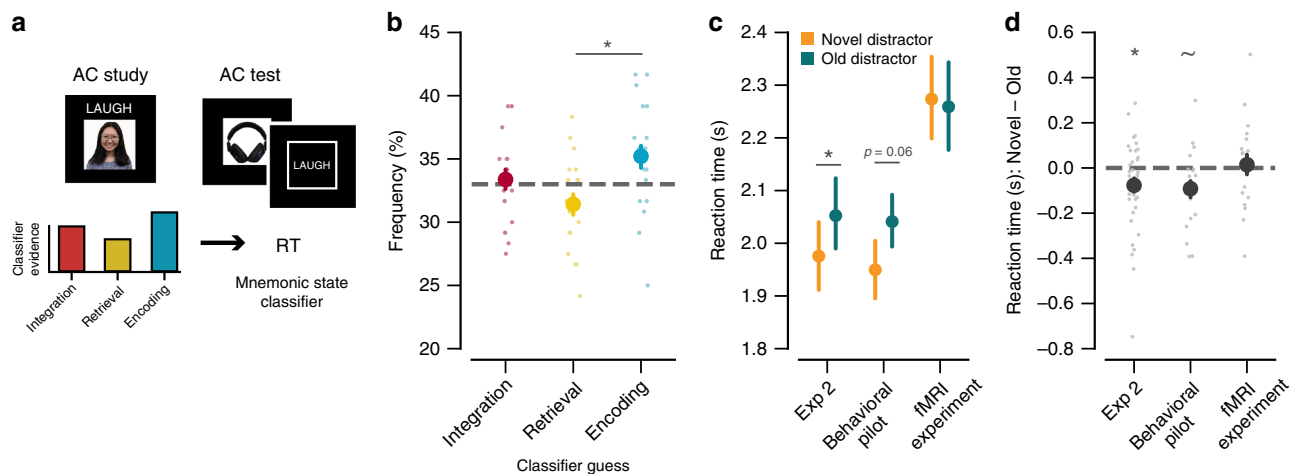 a
AC study
AC test
LAUGH
LAUGH
Classifier
evidence
Integration
Retrieval
Encoding
RT
Mnemonic state
classifier
b
Frequency (%)
45
40
35
30
25
20
*
Integration
Retrieval
Encoding
Classifier guess
c
Reaction time (s)
2.4
2.3
2.2
2.1
2.0
1.9
1.8
Novel distractor
Old distractor
*
p = 0.06
Exp 2
Behavioral
pilot
fMRI
experiment
d
Reaction time (s): Novel – Old
0.6
0.4
0.2
0.0
–0.2
–0.4
–0.6
–0.8
*
~
Exp 2
Behavioral
pilot
fMRI
experiment